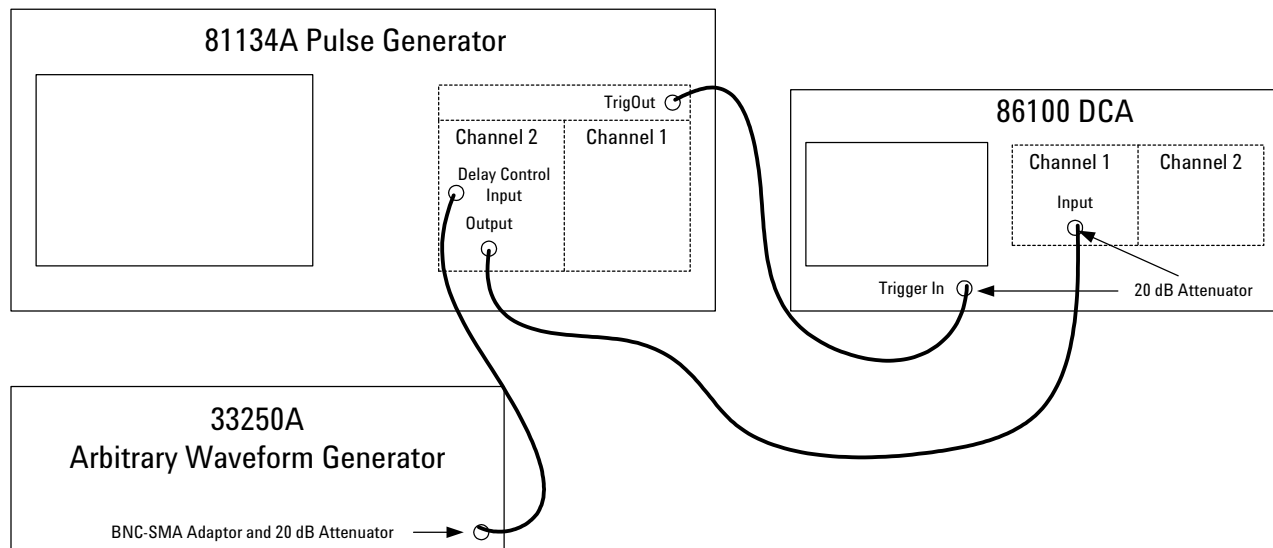 81134A Pulse Generator
TrigOut
Channel 2
Channel 1
Delay Control
Input
Output
86100 DCA
Channel 1
Channel 2
Input
Trigger In
20 dB Attenuator
33250A
Arbitrary Waveform Generator
BNC-SMA Adaptor and 20 dB Attenuator